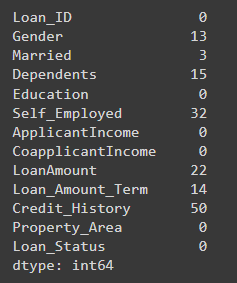 Loan_ID 0
Gender 13
Married 3
Dependents 15
Education 0
Self_Employed 32
ApplicantIncome 0
CoapplicantIncome 0
LoanAmount 22
Loan_Amount_Term 14
Credit_History 50
Property_Area 0
Loan_Status 0
dtype: int64